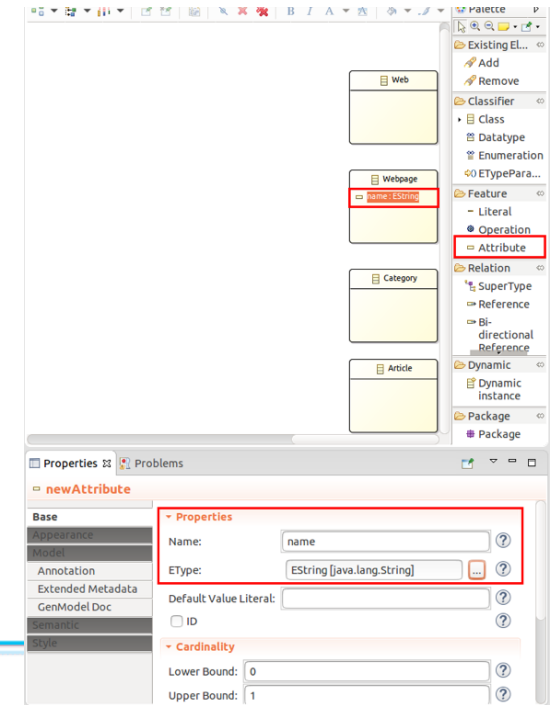 B I A
Palette
Web
Webpage
name : EString
Category
Article
Existing El...
Add
Remove
Classifier
Class
Datatype
Enumeration
ETypePara...
Feature
Literal
Operation
Attribute
Relation
SuperType
Reference
Bi-
directional
Reference
Dynamic
Dynamic
instance
Package
Package
Properties
Problems
newAttribute
Base
Appearance
Model
Annotation
Extended Metadata
GenModel Doc
Semantic
Style
Properties
Name: name
EType: EString [java.lang.String] ...
Default Value Literal:
ID
Cardinality
Lower Bound: 0
Upper Bound: 1